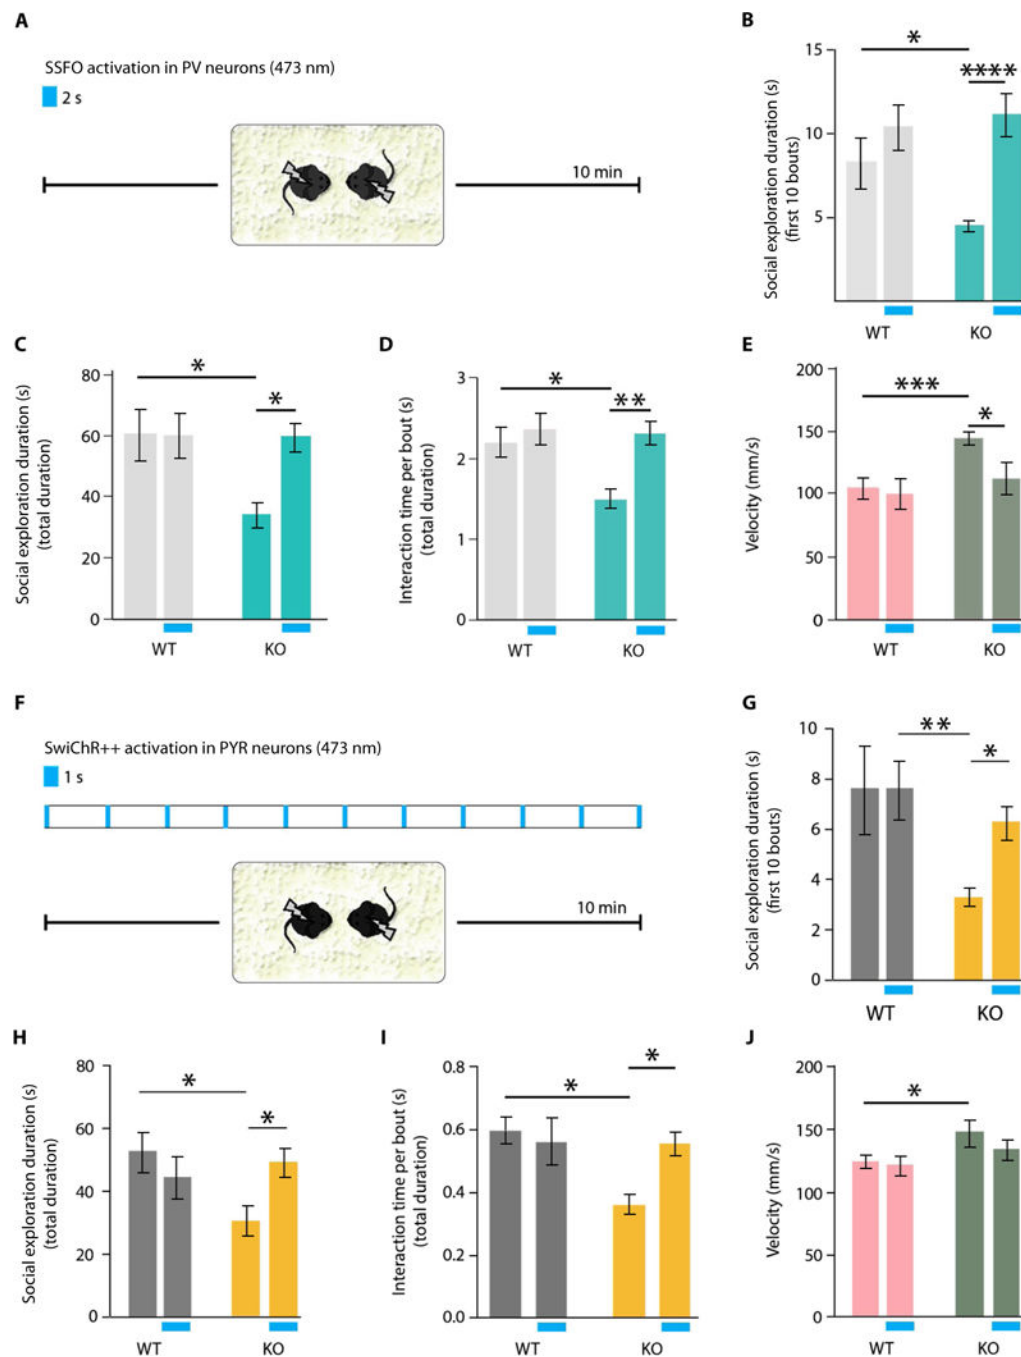 A
SSFO activation in PV neurons (473 nm)
2 s
10 min
B
Social exploration duration (s)
(first 10 bouts)
15
10
5
*
****
WT
KO
C
Social exploration duration (s)
(total duration)
80
60
40
20
0
*
*
WT
KO
D
Interaction time per bout (s)
(total duration)
3
2
1
0
*
**
WT
KO
E
Velocity (mm/s)
200
150
100
50
0
***
*
WT
KO
F
SwiChR++ activation in PYR neurons (473 nm)
1 s
10 min
G
Social exploration duration (s)
(first 10 bouts)
10
8
6
4
2
0
**
*
WT
KO
H
Social exploration duration (s)
(total duration)
80
60
40
20
0
*
*
WT
KO
I
Interaction time per bout (s)
(total duration)
0.8
0.6
0.4
0.2
0.0
*
*
WT
KO
J
Velocity (mm/s)
200
150
100
50
0
*
WT
KO